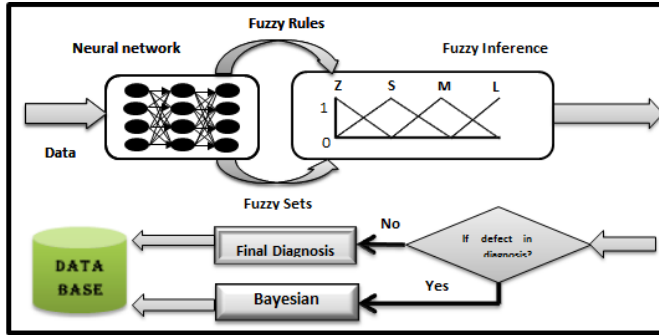 Fuzzy Rules
Neural network
Fuzzy Inference
Z S M L
1
0
Data
Fuzzy Sets
No
Final Diagnosis
If defect in
diagnosis?
DATA
BASE
Yes
Bayesian